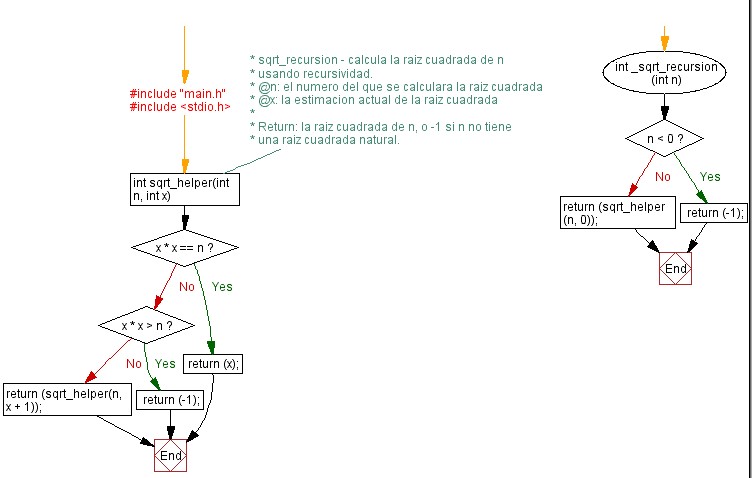 #include "main.h"
#include <stdio.h>
* sqrt_recursion - calcula la raiz cuadrada de n
* usando recursividad.
* @n: el numero del que se calculara la raiz cuadrada
* @x: la estimacion actual de la raiz cuadrada
*
* Return: la raiz cuadrada de n, o -1 si n no tiene
* una raiz cuadrada natural.
int sqrt_helper(int
n, int x)
x * x == n ?
No
Yes
x * x > n ?
return (x);
No
Yes
return (sqrt_helper(n,
x + 1));
return (-1);
End
int _sqrt_recursion
(int n)
n < 0 ?
No
Yes
return (sqrt_helper
(n, 0));
return (-1);
End